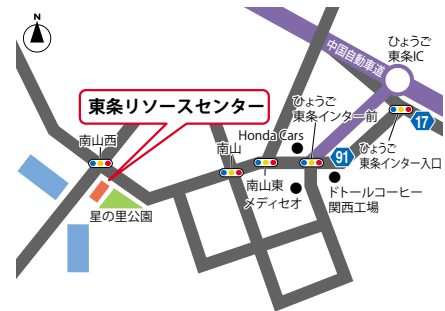 N
ひょうご
東条IC
中国自動車道
東条リソースセンター
17
ひょうご
東条インター前
Honda Cars
南山西
南山
91
ひょうご
東条インター入口
南山東
メディセオ
ドトールコーヒー
関西工場
星の里公園